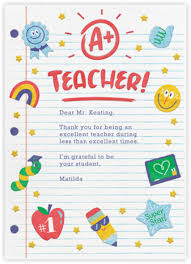 A+
TEACHER!
Dear Mr. Keating,
Thank you for being an
excellent teacher during
less than excellent times.
I'm grateful to be
your student,
Matilda
#1
Super Star!